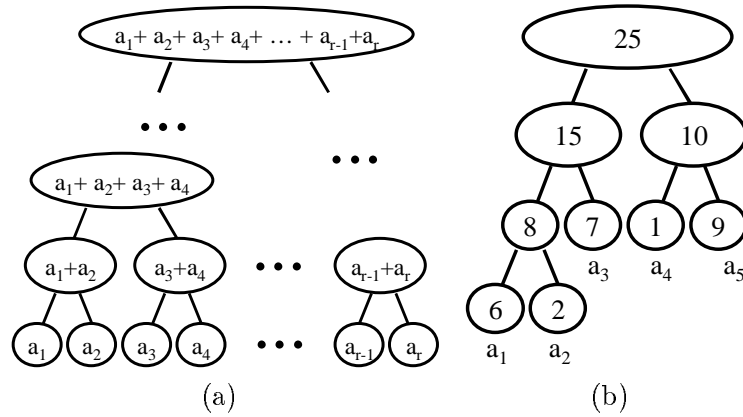 a1+ a2+ a3+ a4+ ... + ar-1+ar
25
15 10
a1+ a2+ a3+ a4
8 7 1 9
a3 a4 a5
a1+a2 a3+a4 ar-1+ar
6 2
a1 a2 a3 a4 ar-1 ar
a1 a2
(a) (b)